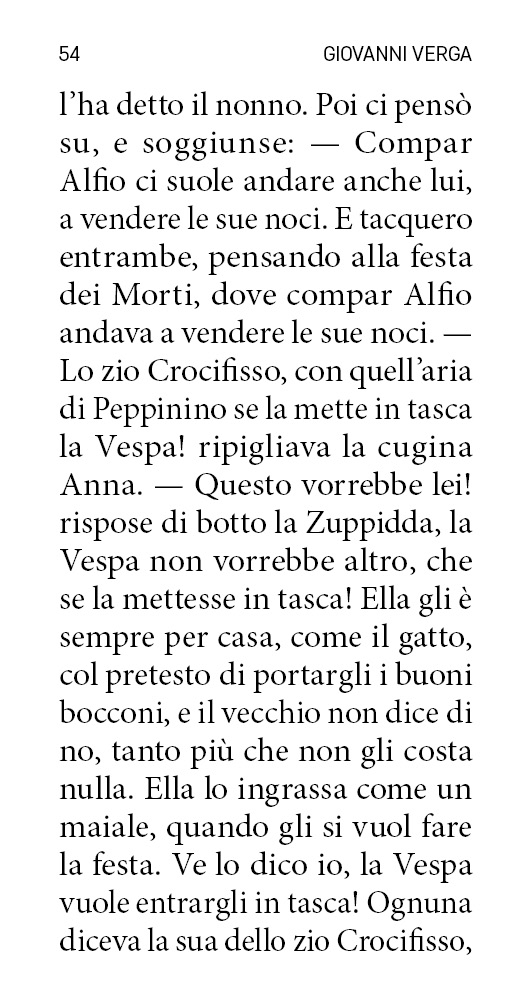 54 GIOVANNI VERGA
l’ha detto il nonno. Poi ci pensò
su, e soggiunse: — Compar
Alfio ci suole andare anche lui,
a vendere le sue noci. E tacquero
entrambe, pensando alla festa
dei Morti, dove compar Alfio
andava a vendere le sue noci. —
Lo zio Crocifisso, con quell’aria
di Peppinino se la mette in tasca
la Vespa! ripigliava la cugina
Anna. — Questo vorrebbe lei!
rispose di botto la Zuppidda, la
Vespa non vorrebbe altro, che
se la mettesse in tasca! Ella gli è
sempre per casa, come il gatto,
col pretesto di portargli i buoni
bocconi, e il vecchio non dice di
no, tanto più che non gli costa
nulla. Ella lo ingrassa come un
maiale, quando gli si vuol fare
la festa. Ve lo dico io, la Vespa
vuole entrargli in tasca! Ognuna
diceva la sua dello zio Crocifisso,